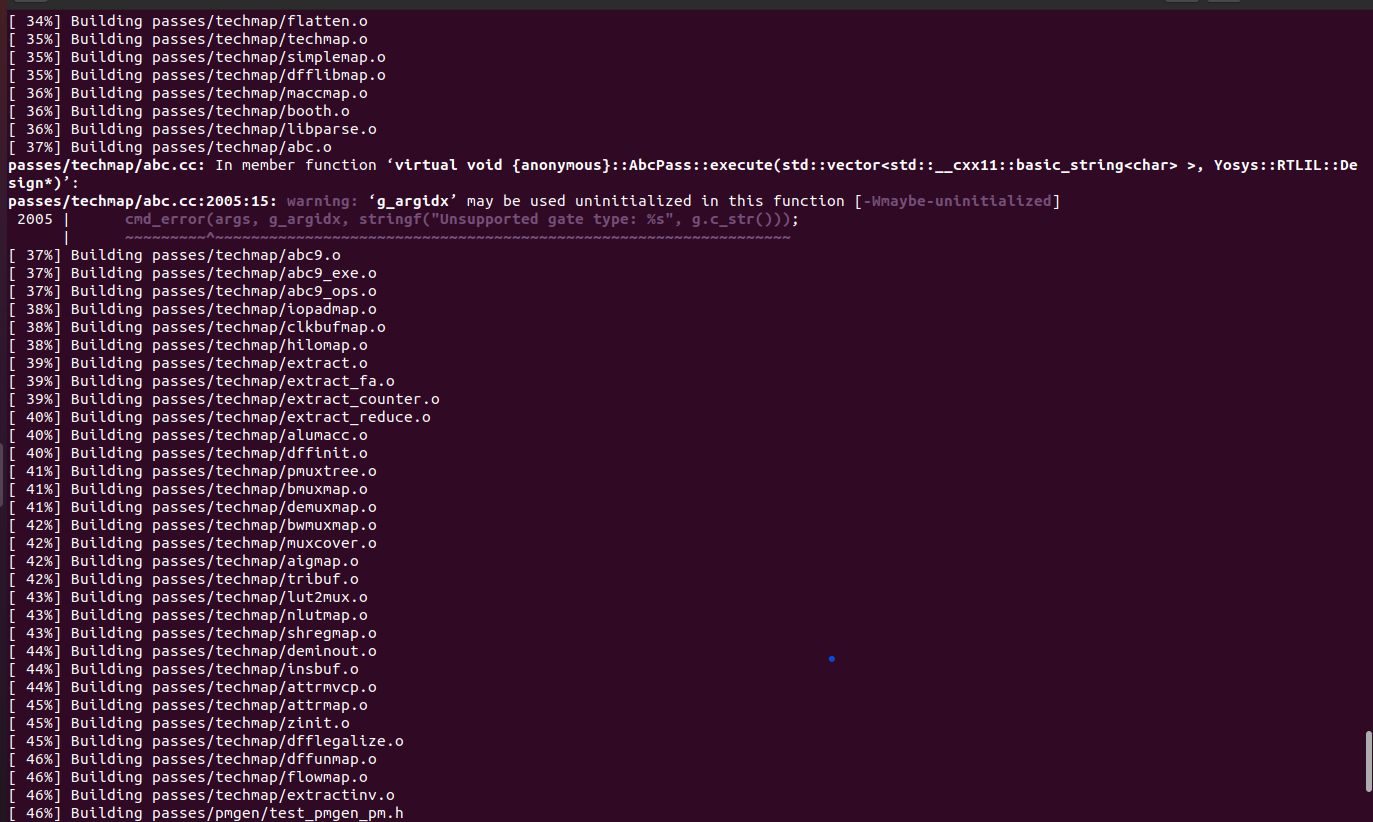 [ 34%] Building passes/techmap/flatten.o
[ 35%] Building passes/techmap/techmap.o
[ 35%] Building passes/techmap/simplemap.o
[ 35%] Building passes/techmap/dfflibmap.o
[ 36%] Building passes/techmap/maccmap.o
[ 36%] Building passes/techmap/booth.o
[ 36%] Building passes/techmap/libparse.o
[ 37%] Building passes/techmap/abc.o
passes/techmap/abc.cc: In member function ‘virtual void {anonymous}::AbcPass::execute(std::vector<std::__cxx11::basic_string<char> >, Yosys::RTLIL::De
sign*)’:
passes/techmap/abc.cc:2005:15: warning: ‘g_argidx’ may be used uninitialized in this function [-Wmaybe-uninitialized]
 2005 |      cmd_error(args, g_argidx, stringf("Unsupported gate type: %s", g.c_str()));
      |      ~~~~~~~~~^~~~~~~~~~~~~~~~~~~~~~~~~~~~~~~~~~~~~~~~~~~~~~~~~~~~~~~~~~~~~~~~~
[ 37%] Building passes/techmap/abc9.o
[ 37%] Building passes/techmap/abc9_exe.o
[ 37%] Building passes/techmap/abc9_ops.o
[ 38%] Building passes/techmap/iopadmap.o
[ 38%] Building passes/techmap/clkbufmap.o
[ 38%] Building passes/techmap/hilomap.o
[ 39%] Building passes/techmap/extract.o
[ 39%] Building passes/techmap/extract_fa.o
[ 39%] Building passes/techmap/extract_counter.o
[ 40%] Building passes/techmap/extract_reduce.o
[ 40%] Building passes/techmap/alumacc.o
[ 40%] Building passes/techmap/dffinit.o
[ 41%] Building passes/techmap/pmuxtree.o
[ 41%] Building passes/techmap/bmuxmap.o
[ 41%] Building passes/techmap/demuxmap.o
[ 42%] Building passes/techmap/bwmuxmap.o
[ 42%] Building passes/techmap/muxcover.o
[ 42%] Building passes/techmap/aigmap.o
[ 42%] Building passes/techmap/tribuf.o
[ 43%] Building passes/techmap/lut2mux.o
[ 43%] Building passes/techmap/nlutmap.o
[ 43%] Building passes/techmap/shregmap.o
[ 44%] Building passes/techmap/deminout.o
[ 44%] Building passes/techmap/insbuf.o
[ 44%] Building passes/techmap/attrmvcp.o
[ 45%] Building passes/techmap/attrmap.o
[ 45%] Building passes/techmap/zinit.o
[ 45%] Building passes/techmap/dfflegalize.o
[ 46%] Building passes/techmap/dffunmap.o
[ 46%] Building passes/techmap/flowmap.o
[ 46%] Building passes/techmap/extractinv.o
[ 46%] Building passes/pmgen/test_pmgen_pm.h